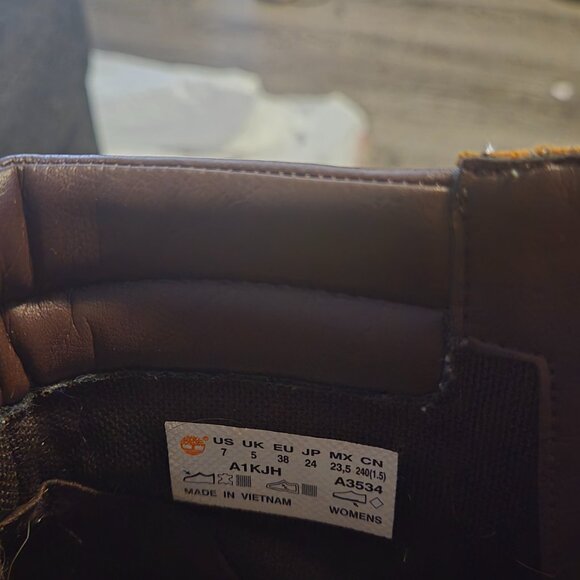 US UK EU JP MX CN
7 5 38 24 23,5 240(1.5)
A1KJH A3534
MADE IN VIETNAM WOMENS